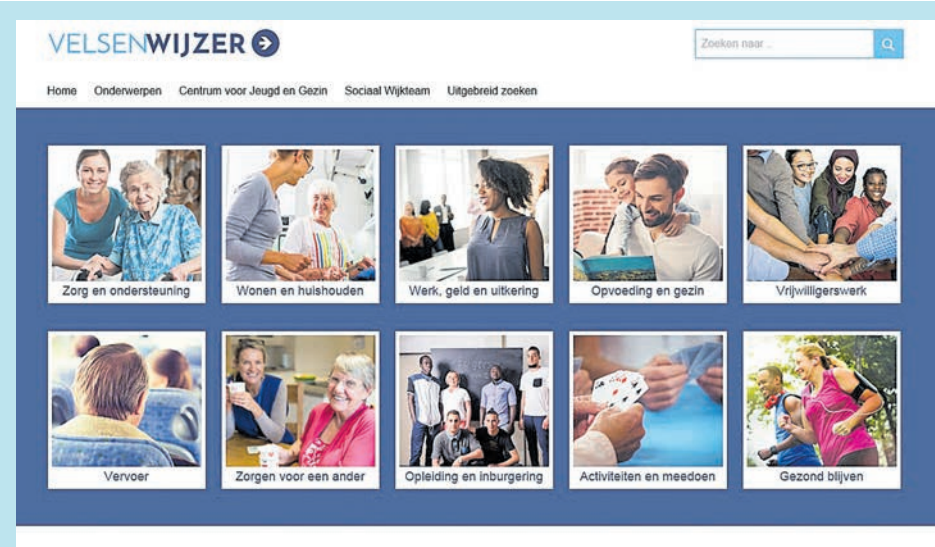 VELSENWIJZER
Zoeken naar ..
Home Onderwerpen Centrum voor Jeugd en Gezin Sociaal Wijkteam Uitgebreid zoeken
Zorg en ondersteuning Wonen en huishouden Werk, geld en uitkering Opvoeding en gezin Vrijwilligerswerk
Vervoer Zorgen voor een ander Opleiding en inburgering Activiteiten en meedoen Gezond blijven